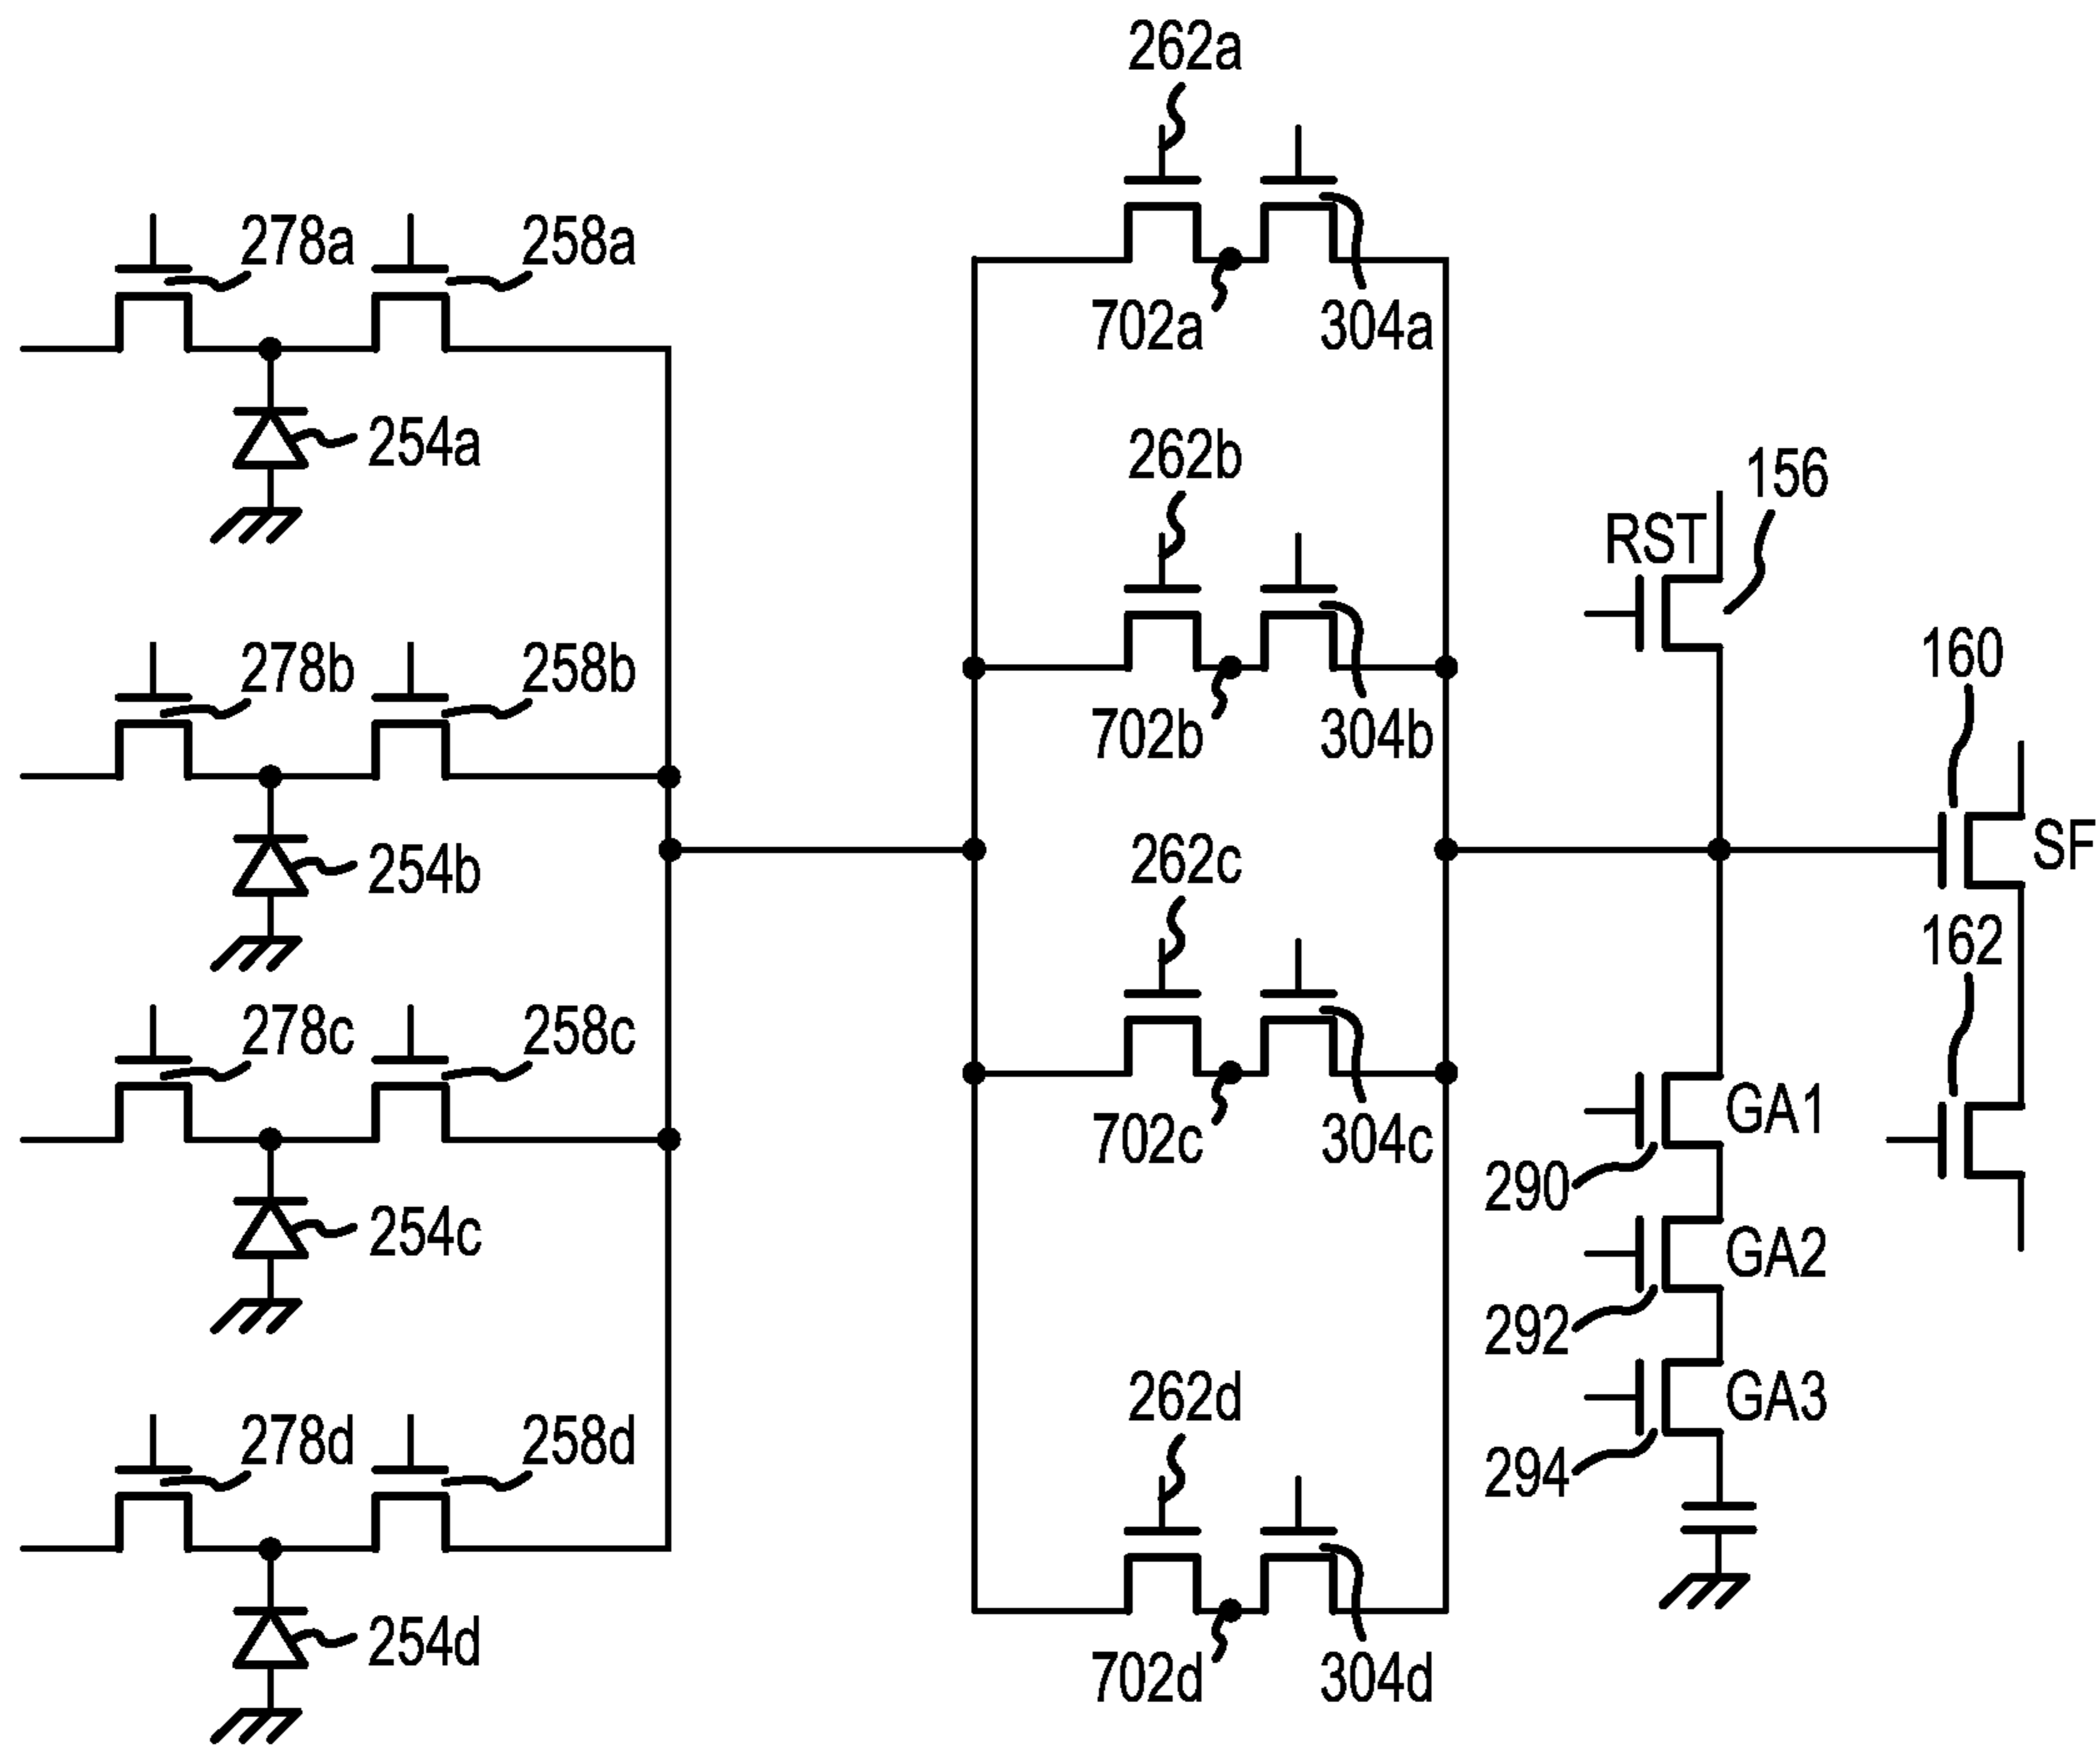 262a
278a
258a
702a
304a
254a
262b
156
RST
278b
258b
160
702b
304b
SF
254b
262c
162
278c
258c
GA1
702c
304c
290
254c
GA2
292
262d
GA3
278d
258d
294
254d
702d
304d